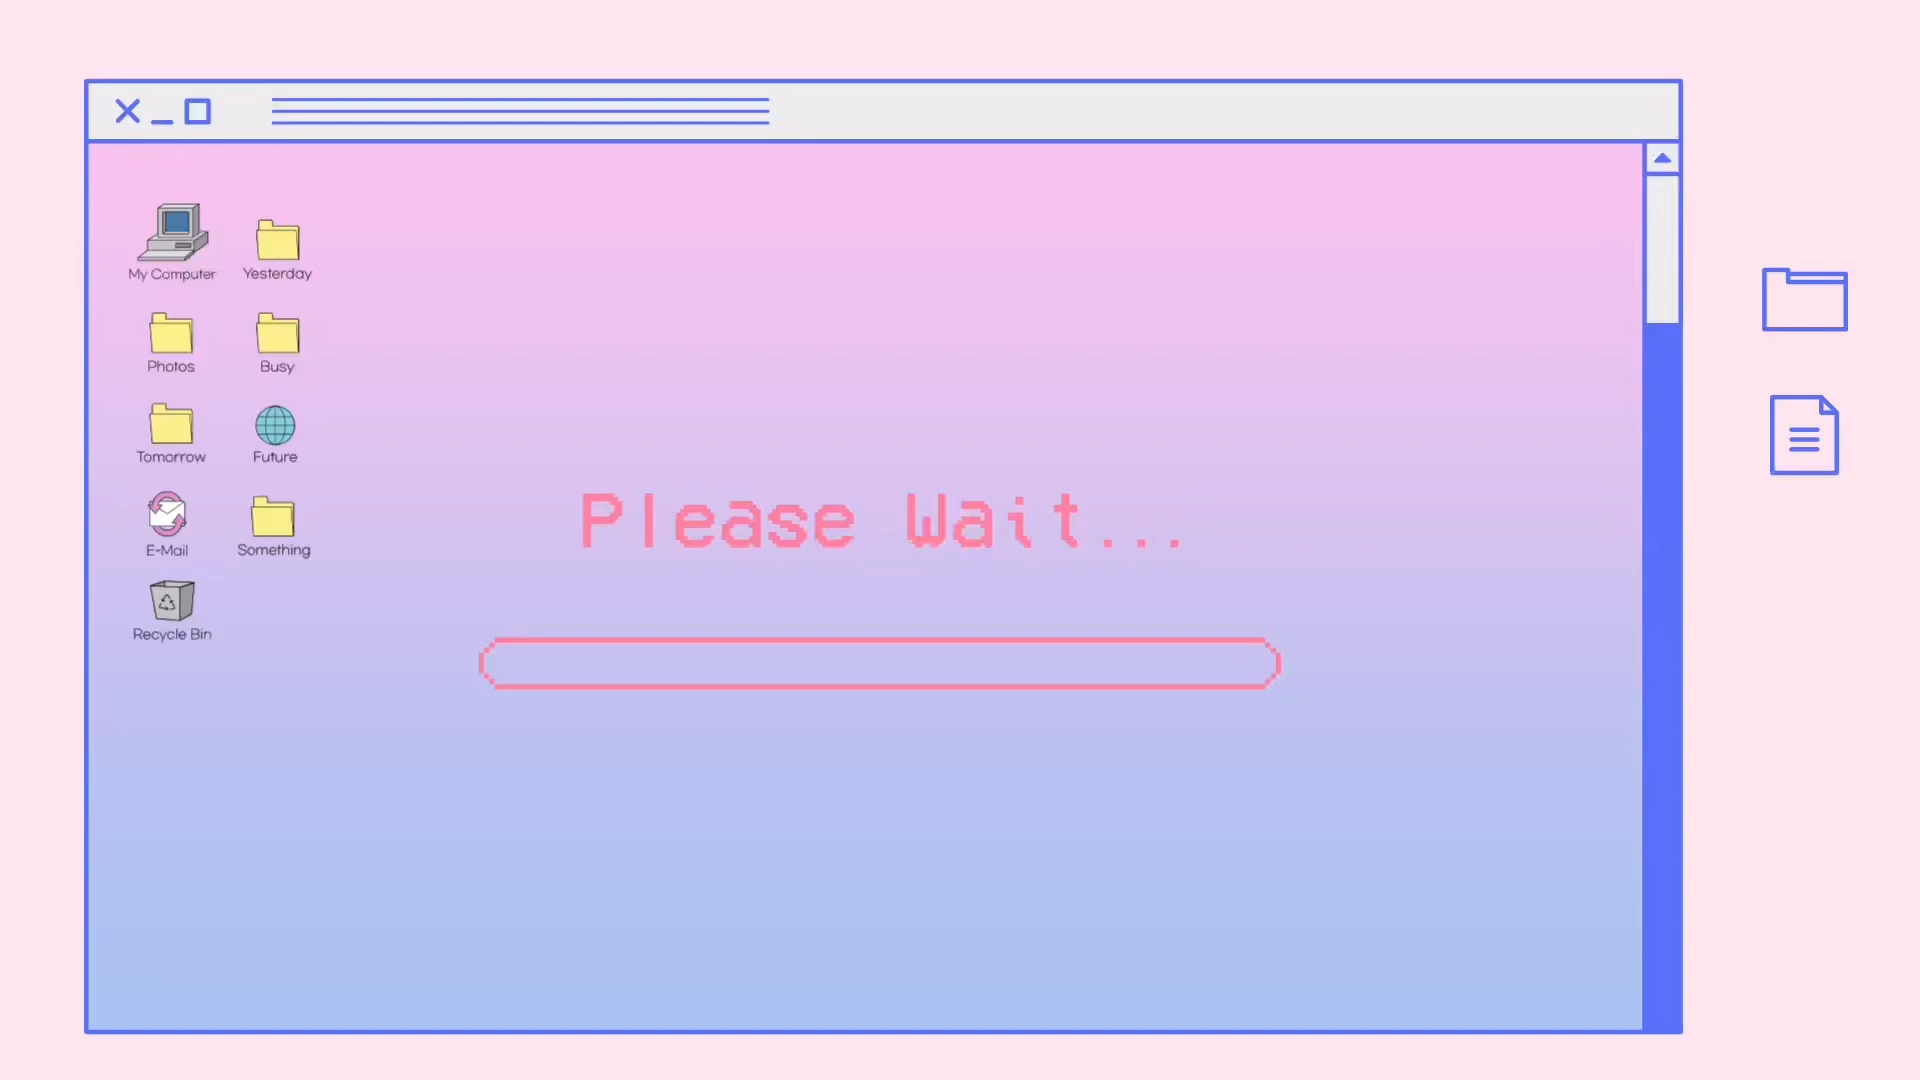 My Computer
Yesterday
Photos
Busy
Tomorrow
Future
E-Mail
Something
Recycle Bin
Please Wait...